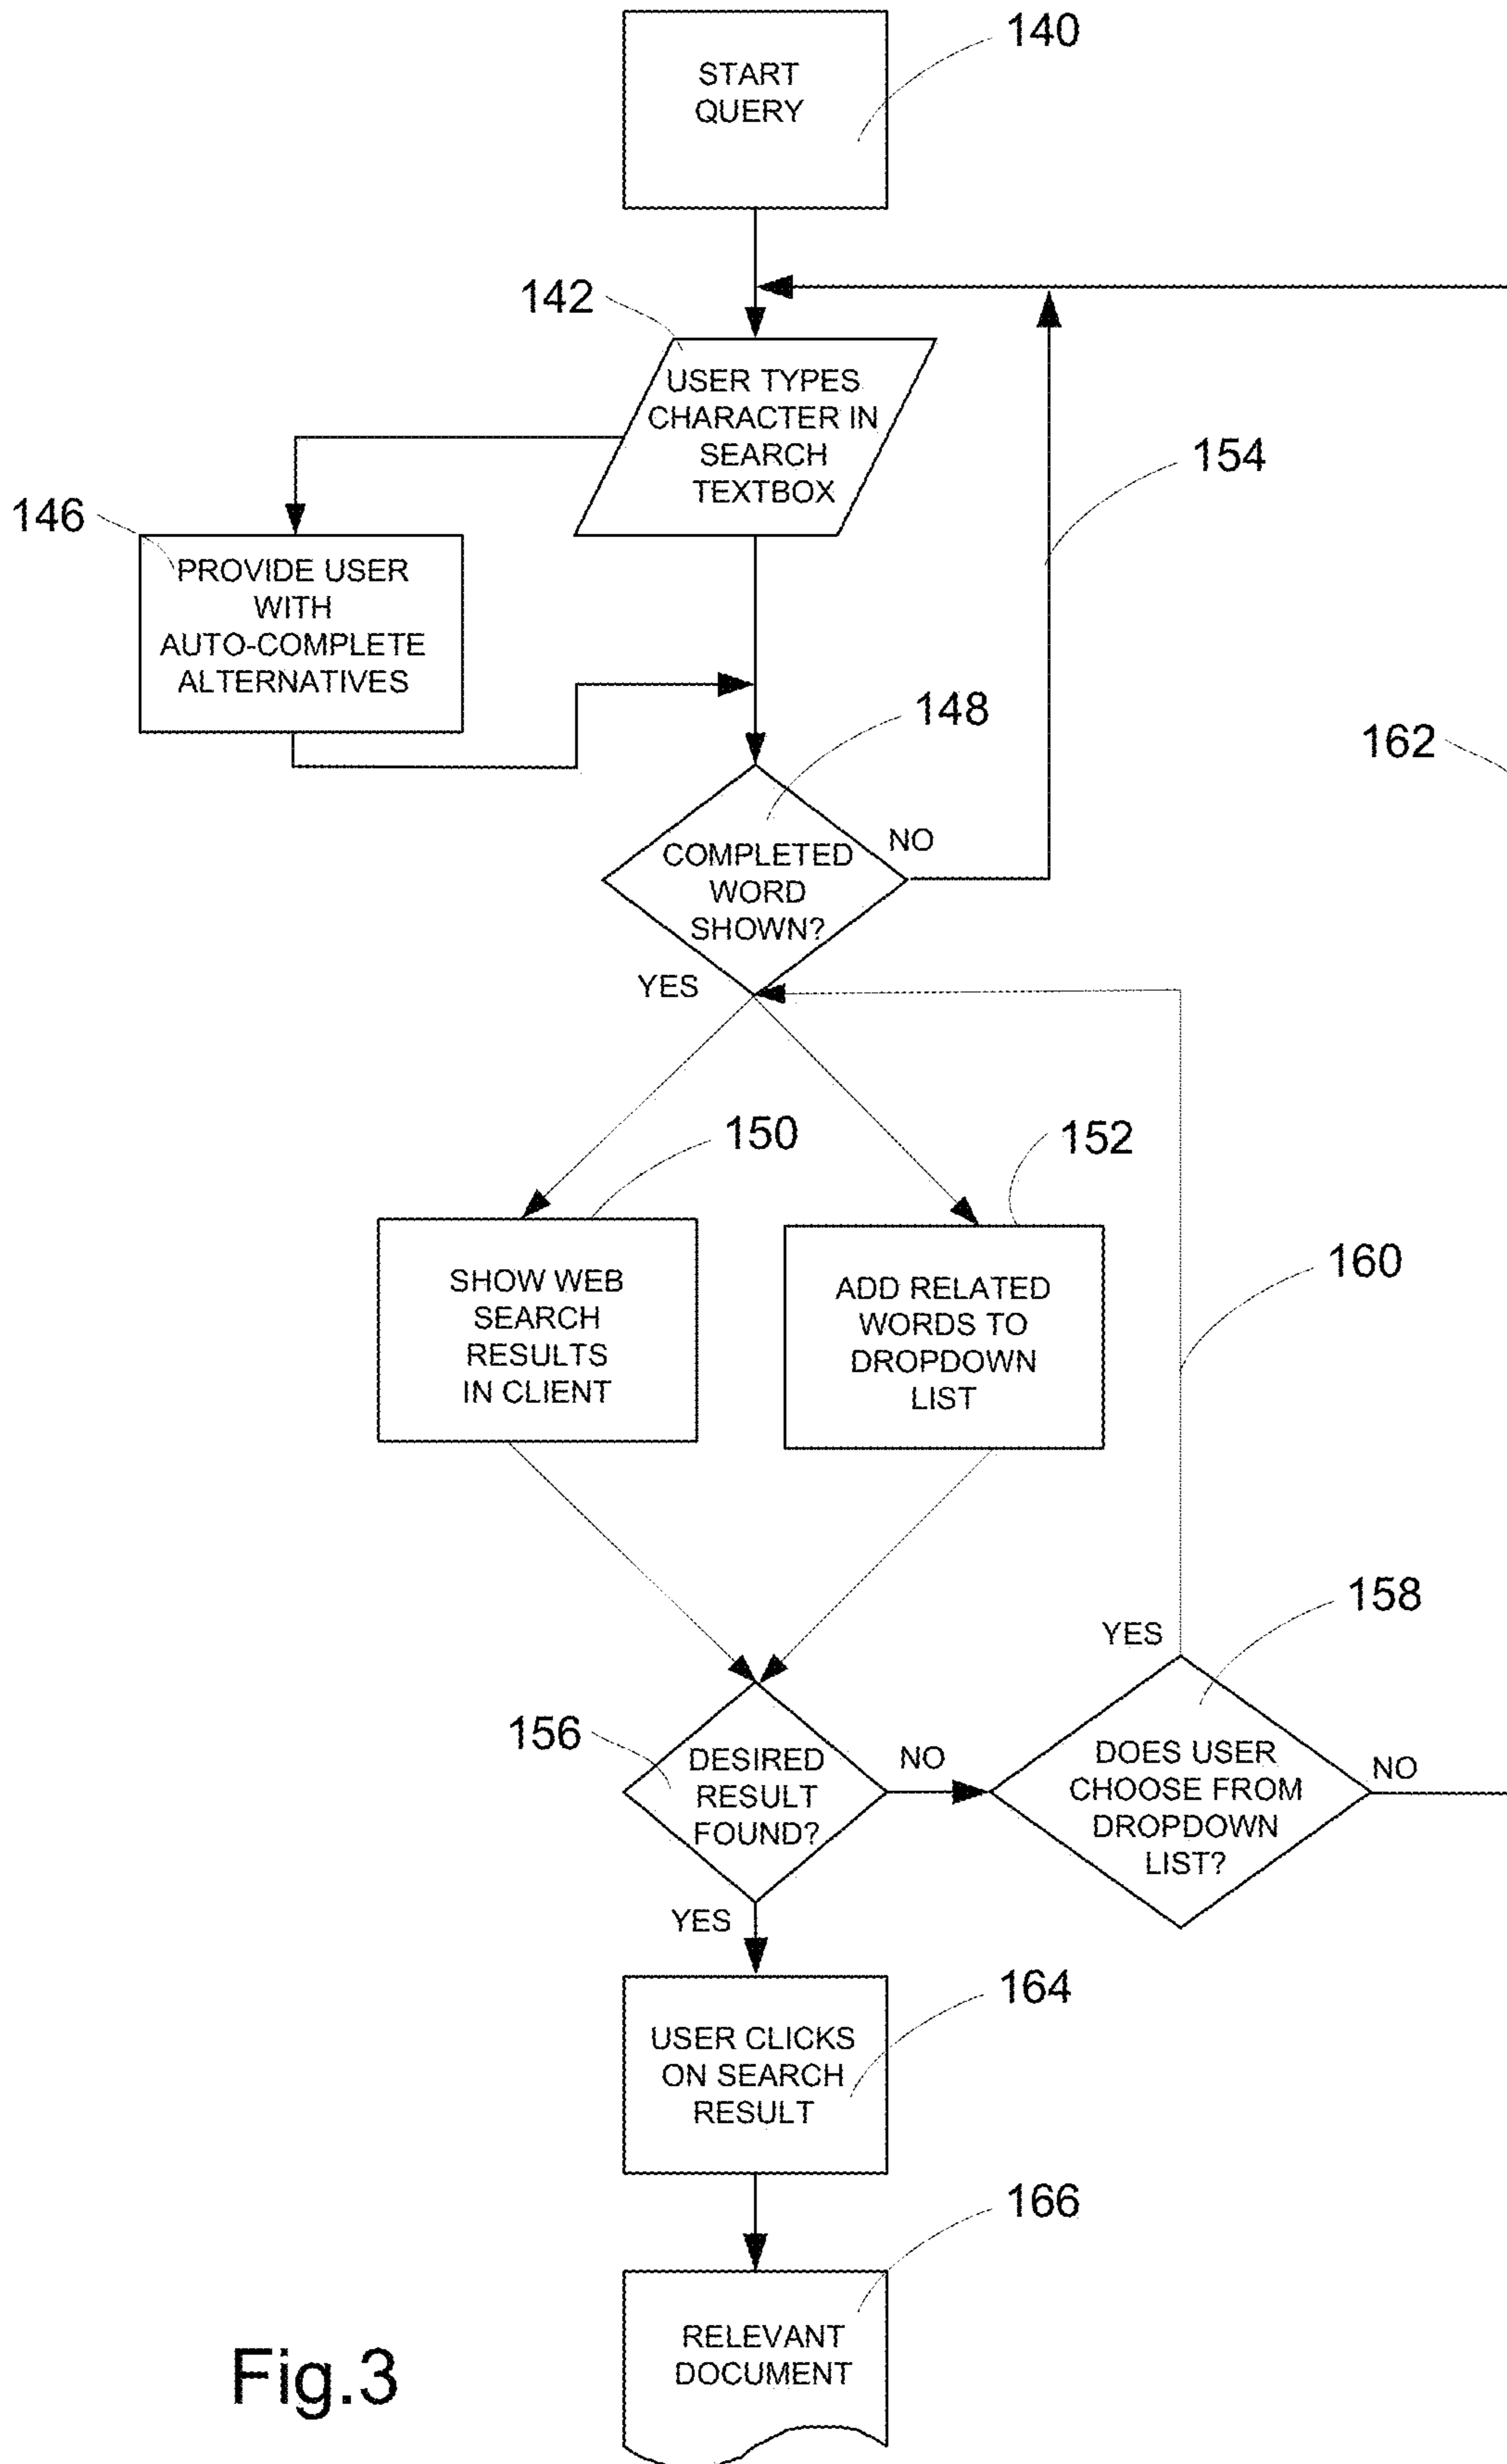 140
START
QUERY
142
USER TYPES
CHARACTER IN
SEARCH
TEXTBOX
154
146
PROVIDE USER
WITH
AUTO-COMPLETE
ALTERNATIVES
148
162
COMPLETED
WORD
SHOWN?
NO
YES
150
152
SHOW WEB
SEARCH
RESULTS
IN CLIENT
ADD RELATED
WORDS TO
DROPDOWN
LIST
160
158
YES
156
DESIRED
RESULT
FOUND?
NO
DOES USER
CHOOSE FROM
DROPDOWN
LIST?
NO
YES
164
USER CLICKS
ON SEARCH
RESULT
166
RELEVANT
DOCUMENT
Fig.3